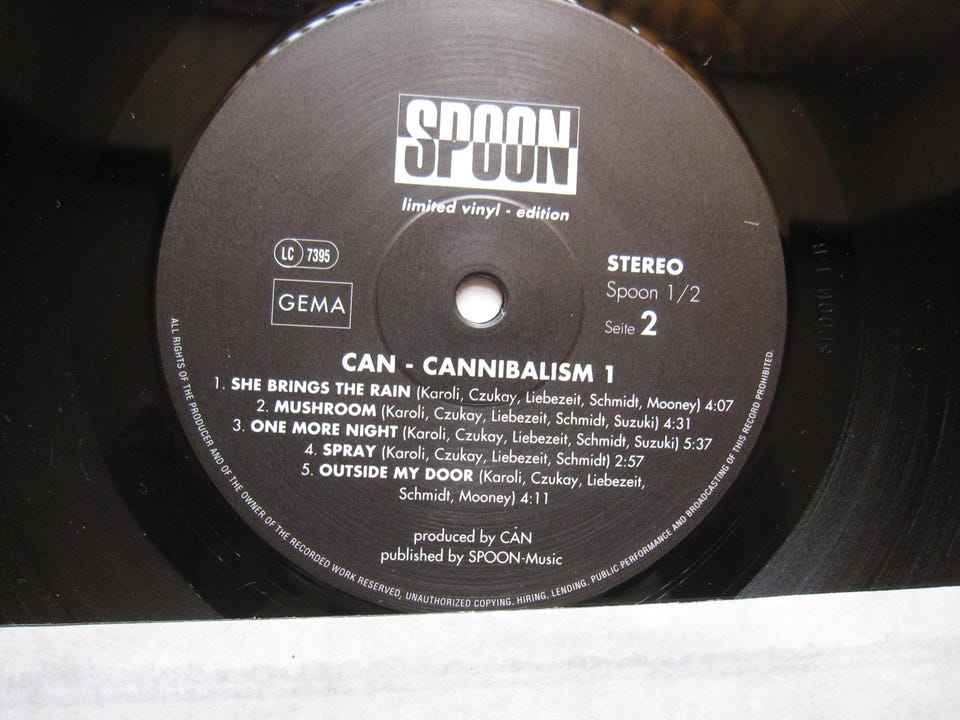 SPOON
limited vinyl - edition
LC 7395
GEMA
STEREO
Spoon 1/2
Seite 2
CAN - CANNIBALISM 1
1. SHE BRINGS THE RAIN (Karoli, Czukay, Liebezeit, Schmidt, Mooney) 4:07
2. MUSHROOM (Karoli, Czukay, Liebezeit, Schmidt, Suzuki) 4:31
3. ONE MORE NIGHT (Karoli, Czukay, Liebezeit, Schmidt, Suzuki) 5:37
4. SPRAY (Karoli, Czukay, Liebezeit, Schmidt) 2:57
5. OUTSIDE MY DOOR (Karoli, Czukay, Liebezeit,
Schmidt, Mooney) 4:11
produced by CAN
published by SPOON-Music
ALL RIGHTS OF THE PRODUCER AND OF THE OWNER OF THE RECORDED WORK RESERVED, UNAUTHORIZED COPYING, HIRING, LENDING, PUBLIC PERFORMANCE AND BROADCASTING OF THIS RECORD PROHIBITED.